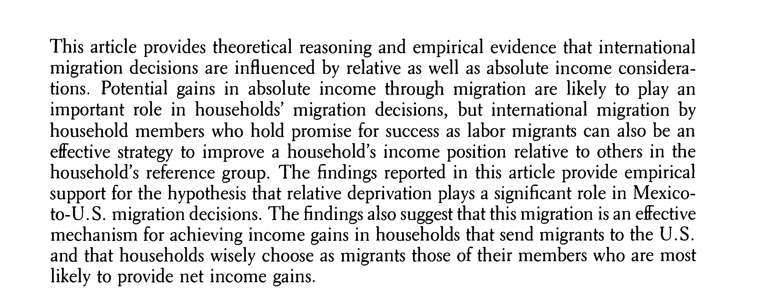 This article provides theoretical reasoning and empirical evidence that international
migration decisions are influenced by relative as well as absolute income considera-
tions. Potential gains in absolute income through migration are likely to play an
important role in households' migration decisions, but international migration by
household members who hold promise for success as labor migrants can also be an
effective strategy to improve a household's income position relative to others in the
household's reference group. The findings reported in this article provide empirical
support for the hypothesis that relative deprivation plays a significant role in Mexico-
to-U.S. migration decisions. The findings also suggest that this migration is an effective
mechanism for achieving income gains in households that send migrants to the U.S.
and that households wisely choose as migrants those of their members who are most
likely to provide net income gains.